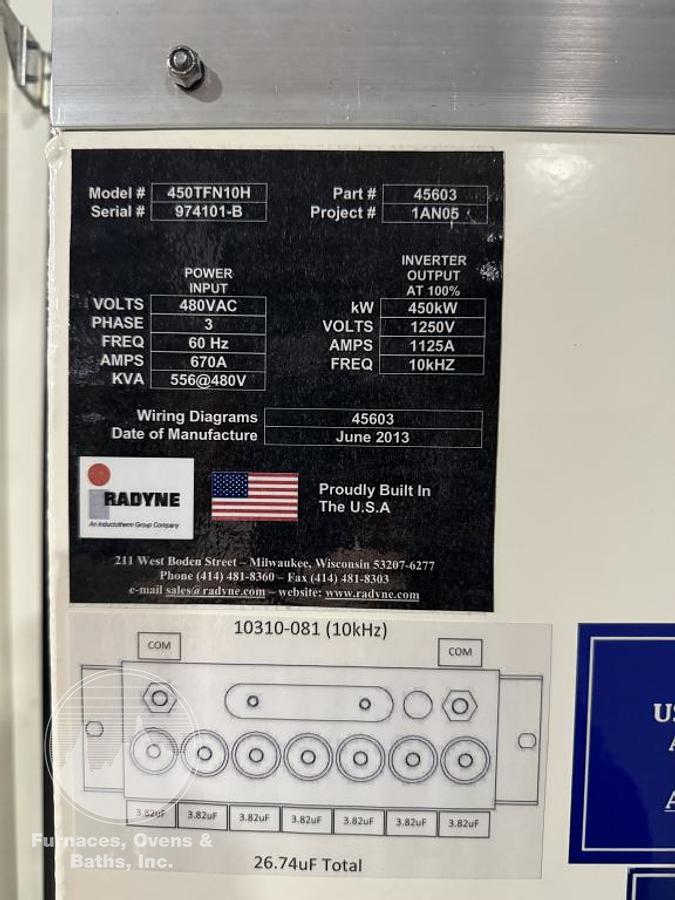 Model # 450TFN10H Part # 45603
Serial # 974101-B Project # 1AN05
POWER INPUT
VOLTS 480VAC
PHASE 3
FREQ 60 Hz
AMPS 670A
KVA 556@480V
INVERTER
OUTPUT
AT 100%
kW 450kW
VOLTS 1250V
AMPS 1125A
FREQ 10kHZ
Wiring Diagrams 45603
Date of Manufacture June 2013
RADYNE
An Inductotherm Group Company
Proudly Built In
The U.S.A
211 West Boden Street – Milwaukee, Wisconsin 53207-6277
Phone (414) 481-8360 – Fax (414) 481-8303
e-mail sales@radyne.com – website: www.radyne.com
10310-081 (10kHz)
COM COM
3.82uF 3.82uF 3.82uF 3.82uF 3.82uF 3.82uF 3.82uF
26.74uF Total
Furnaces, Ovens &
Baths, Inc.